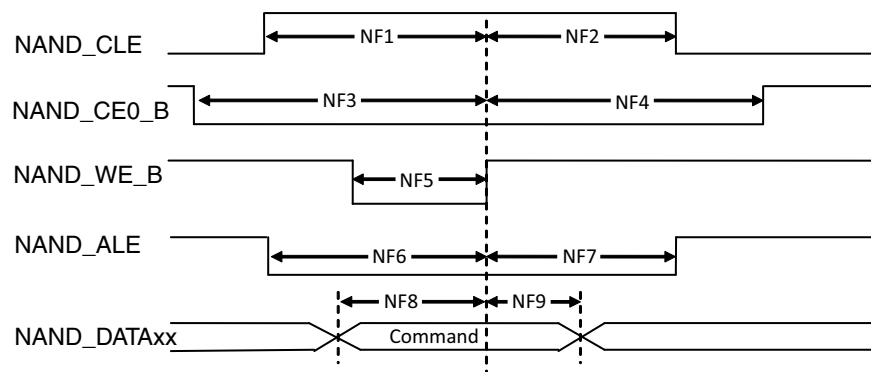 NAND_CLE
NF1
NF2
NAND_CE0_B
NF3
NF4
NAND_WE_B
NF5
NAND_ALE
NF6
NF7
NF8
NF9
NAND_DATAxx
Command